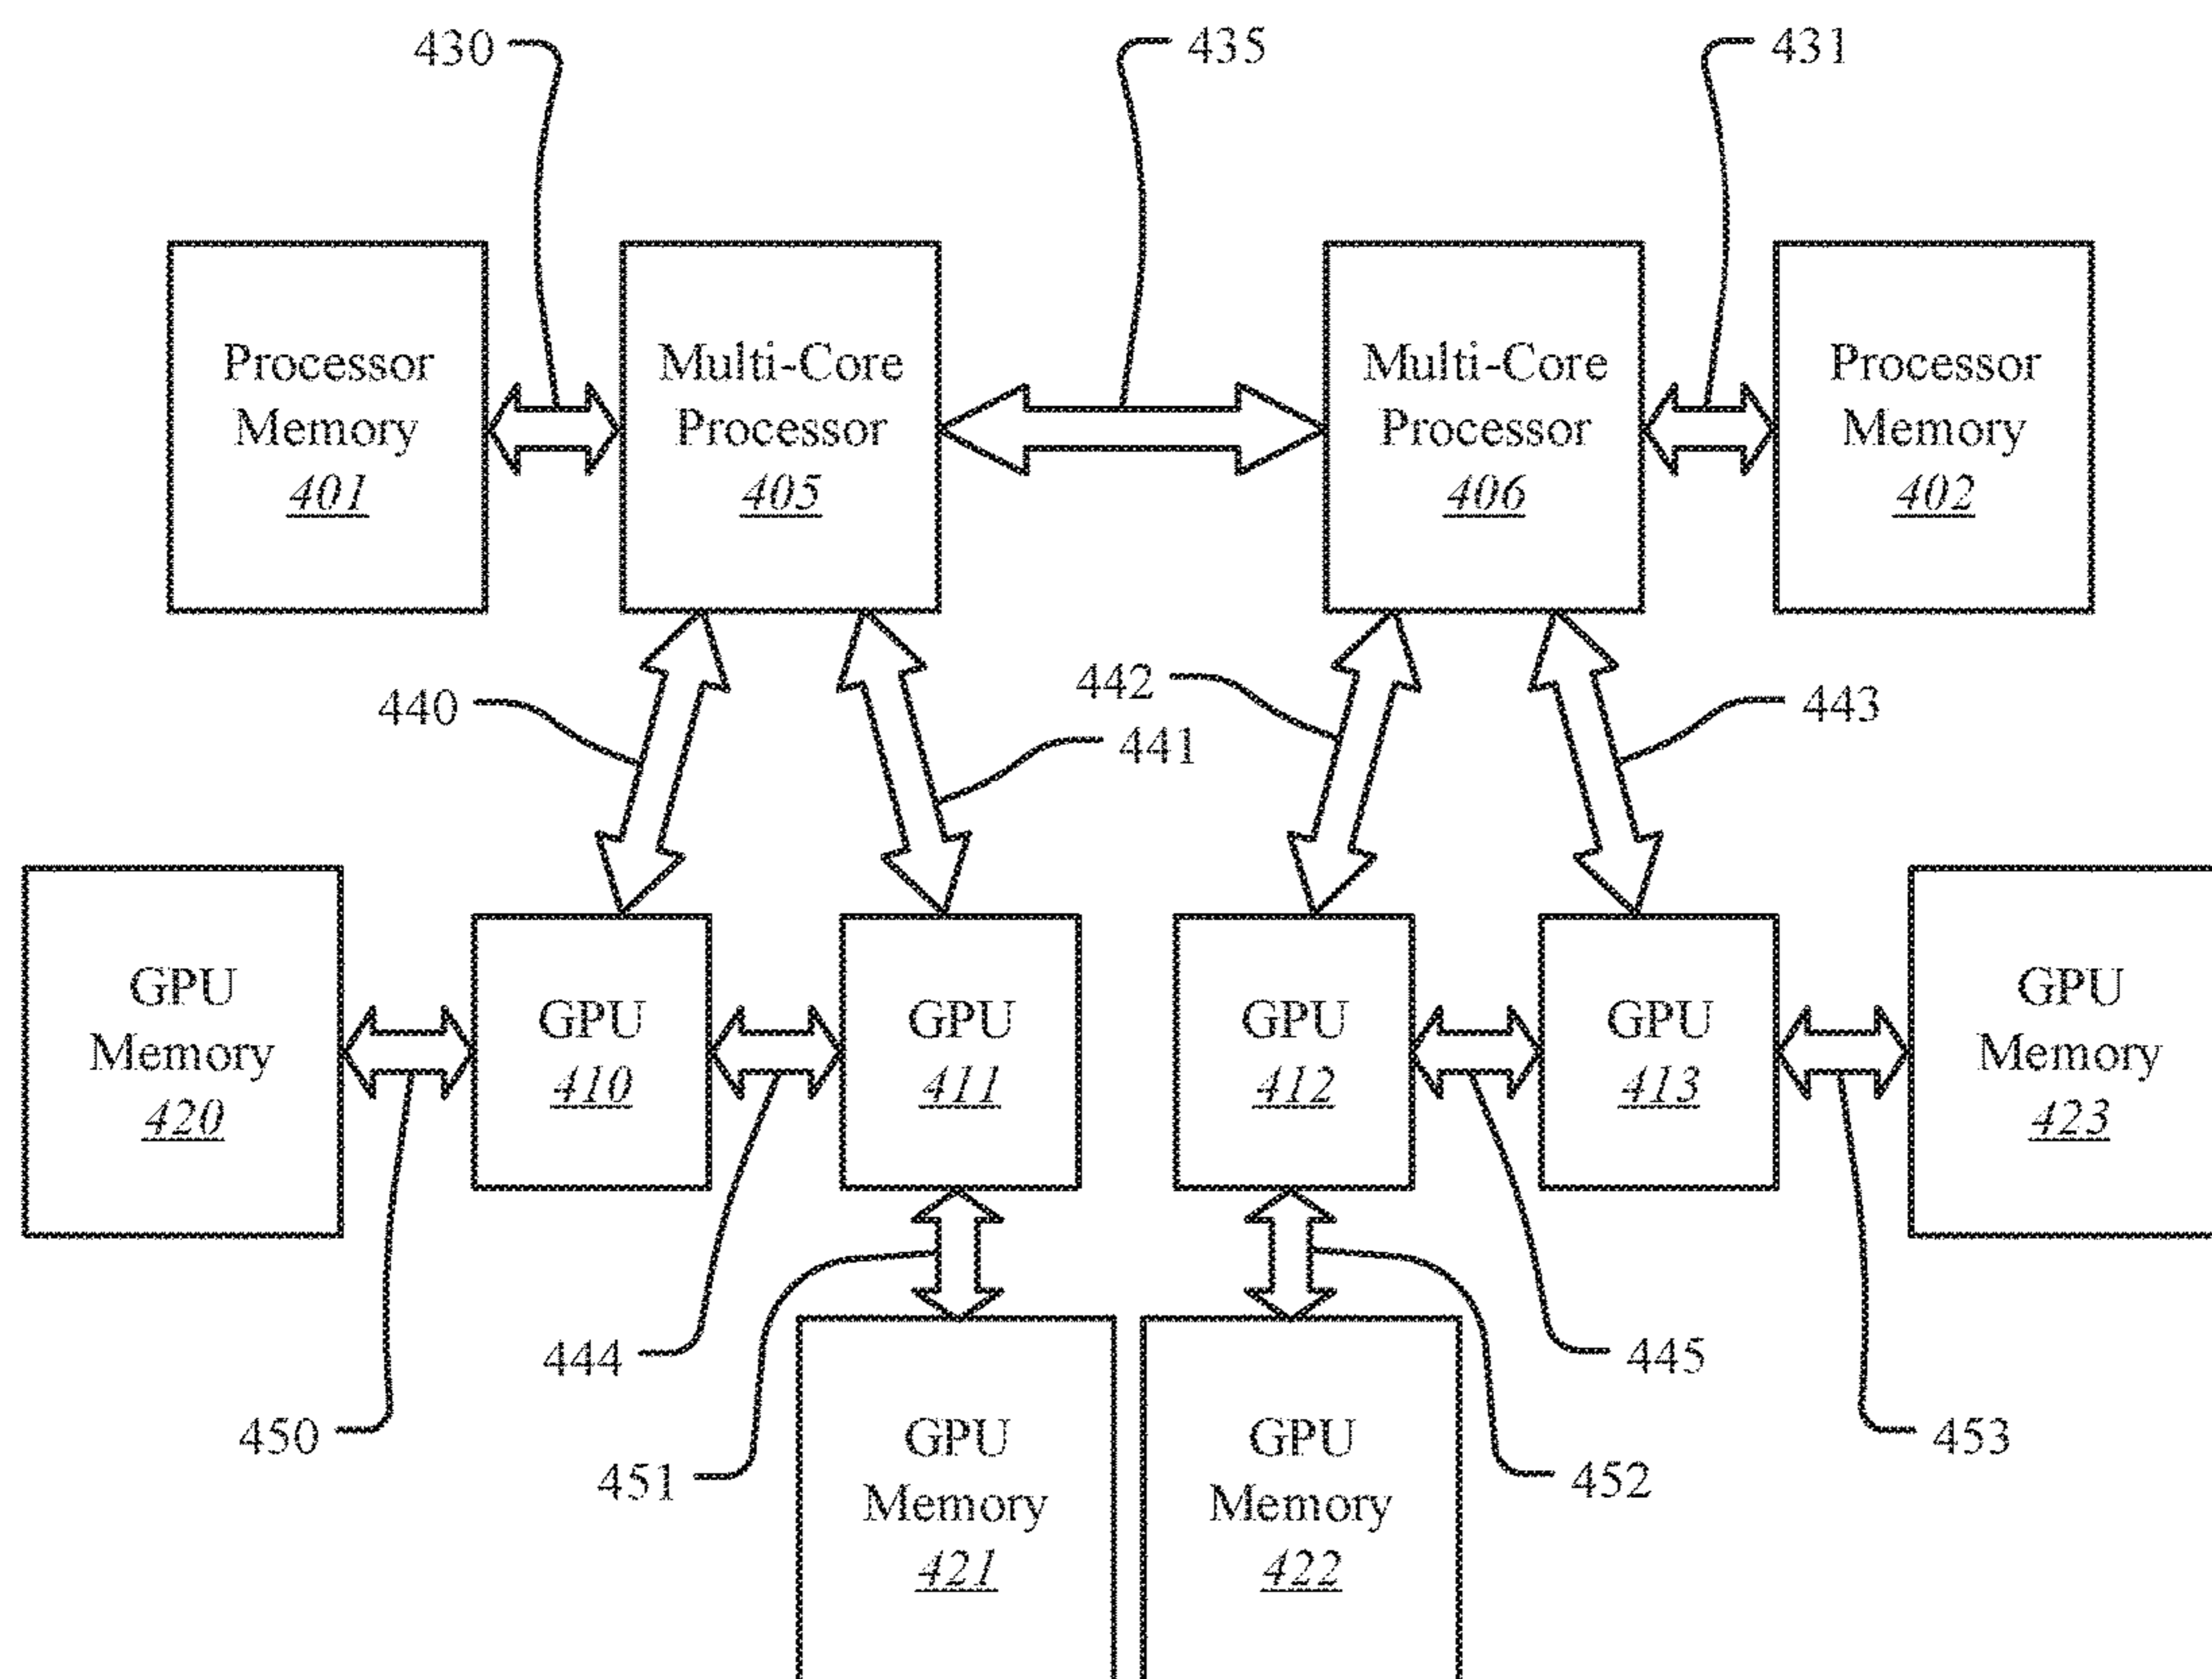 430
435
431
Processor
Memory
401
Multi-Core
Processor
405
Multi-Core
Processor
406
Processor
Memory
402
440
441
442
443
GPU
Memory
420
GPU
410
GPU
411
GPU
412
GPU
413
GPU
Memory
423
450
444
451
GPU
Memory
421
GPU
Memory
422
452
445
453